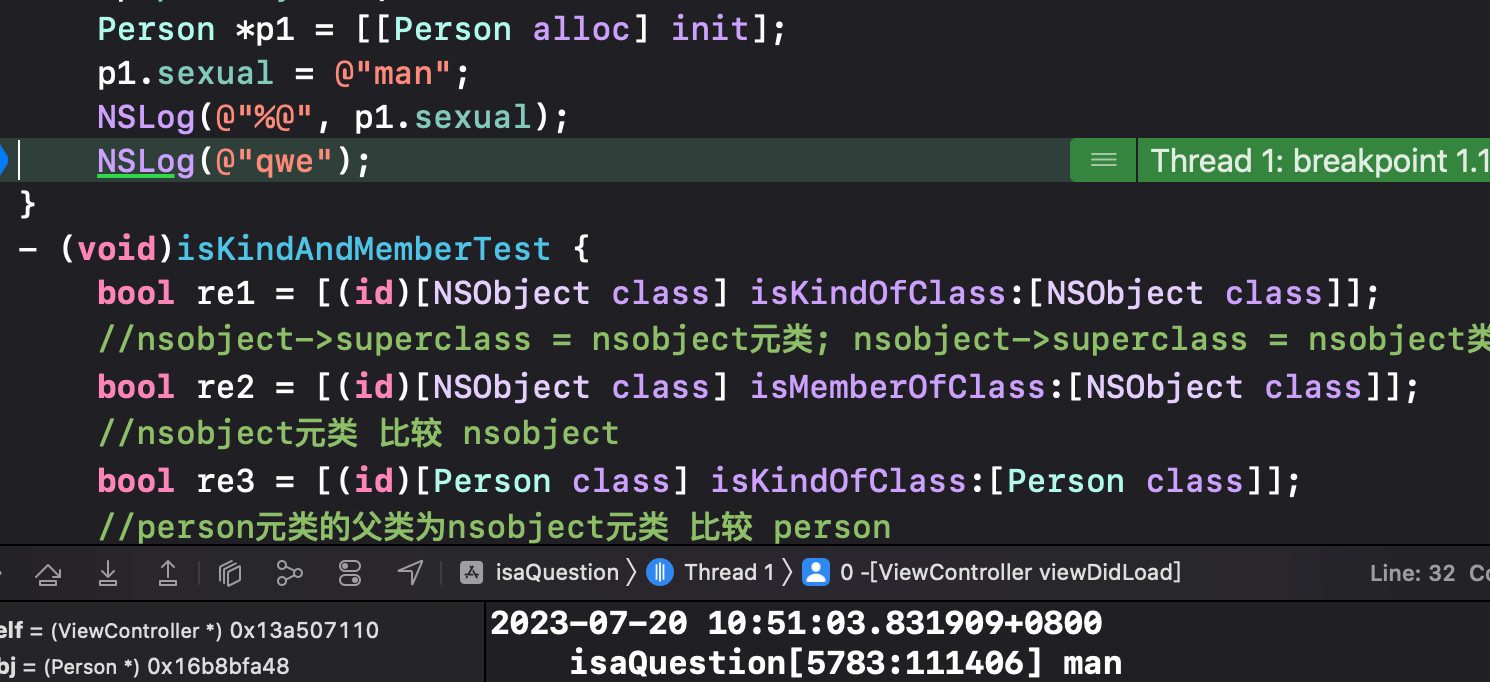 Person *p1 = [[Person alloc] init];
p1.sexual = @"man";
NSLog(@"%@", p1.sexual);
NSLog(@"qwe");
Thread 1: breakpoint 1.1
}
- (void)isKindAndMemberTest {
bool re1 = [(id)[NSObject class] isKindOfClass:[NSObject class]];
//nsobject->superclass = nsobject元类; nsobject->superclass = nsobject类
bool re2 = [(id)[NSObject class] isMemberOfClass:[NSObject class]];
//nsobject元类 比较 nsobject
bool re3 = [(id)[Person class] isKindOfClass:[Person class]];
//person元类的父类为nsobject元类 比较 person
isaQuestion
Thread 1
0 -[ViewController viewDidLoad]
Line: 32 Co
elf = (ViewController *) 0x13a507110
bj = (Person *) 0x16b8bfa48
2023-07-20 10:51:03.831909+0800
isaQuestion[5783:111406] man